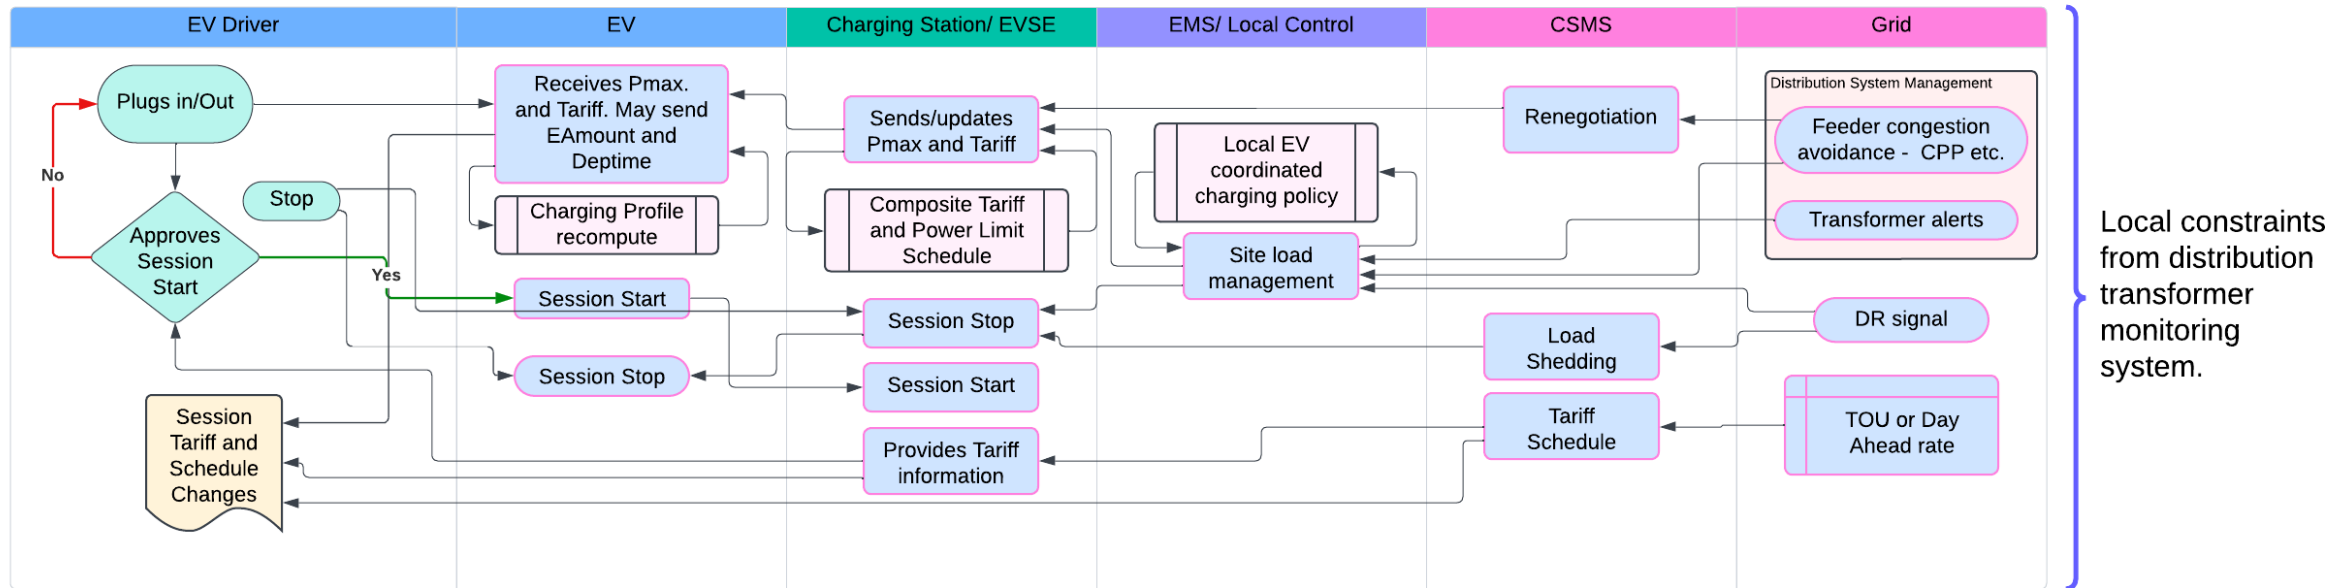 EV Driver
EV
Charging Station/ EVSE
EMS/ Local Control
CSMS
Grid
Plugs in/Out
No
Approves
Session
Start
Stop
Yes
Session
Tariff and
Schedule
Changes
Receives Pmax.
and Tariff. May send
EAmount and
Deptime
Charging Profile
recompute
Session Start
Session Stop
Sends/updates
Pmax and Tariff
Composite Tariff
and Power Limit
Schedule
Session Stop
Session Start
Provides Tariff
information
Local EV
coordinated
charging policy
Site load
management
Renegotiation
Load
Shedding
Tariff
Schedule
Distribution System Management
Feeder congestion
avoidance - CPP etc.
Transformer alerts
DR signal
TOU or Day
Ahead rate
Local constraints
from distribution
transformer
monitoring
system.